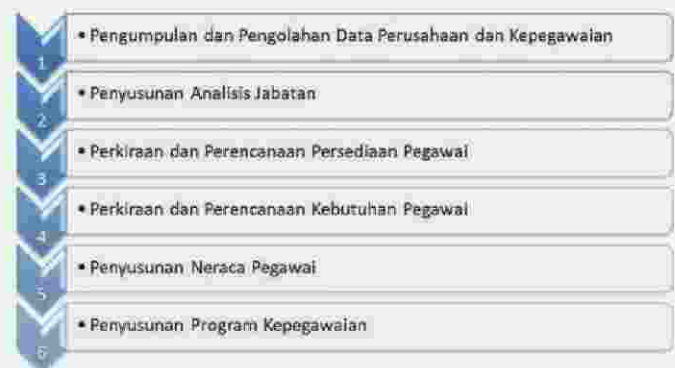 1
• Pengumpulan dan Pengolahan Data Perusahaan dan Kepegawaian
2
• Penyusunan Analisis Jabatan
3
• Perkiraan dan Perencanaan Persediaan Pegawai
4
• Perkiraan dan Perencanaan Kebutuhan Pegawai
5
• Penyusunan Neraca Pegawai
6
• Penyusunan Program Kepegawaian